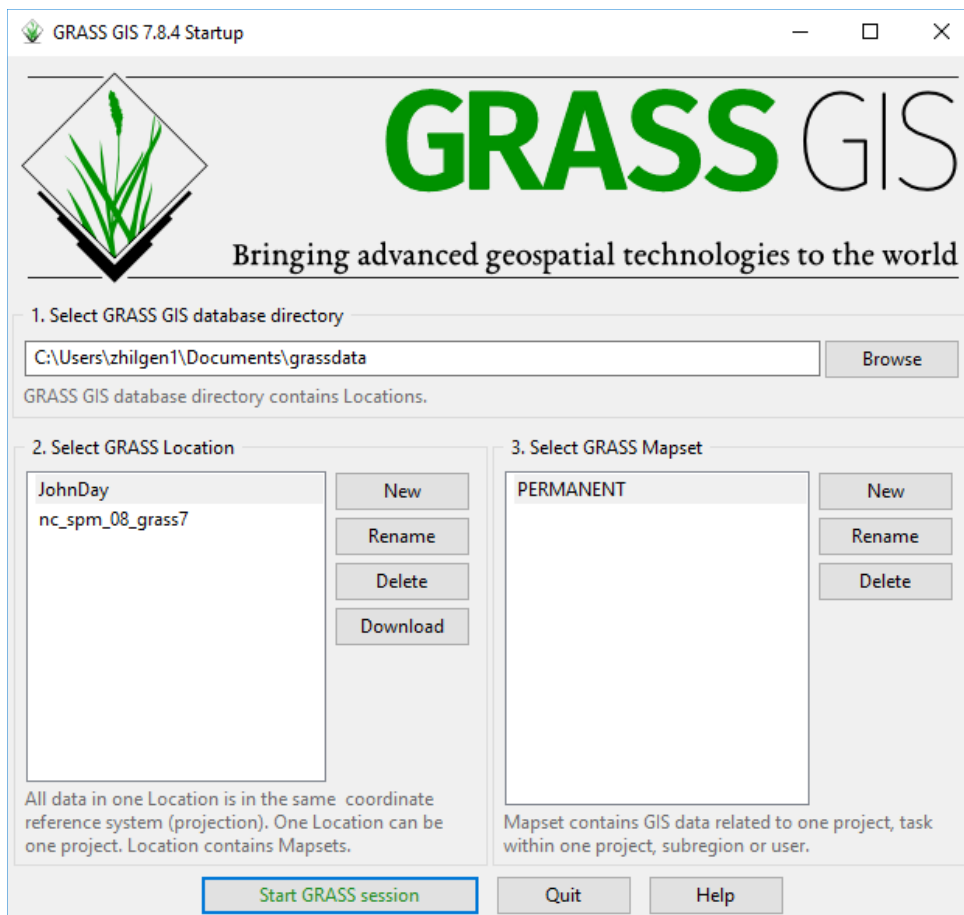 GRASS GIS 7.8.4 Startup
GRASS GIS
Bringing advanced geospatial technologies to the world
1. Select GRASS GIS database directory
C:\Users\zhilgen1\Documents\grassdata
Browse
GRASS GIS database directory contains Locations.
2. Select GRASS Location
JohnDay
nc_spm_08_grass7
New
Rename
Delete
Download
All data in one Location is in the same  coordinate
reference system (projection). One Location can be
one project. Location contains Mapsets.
3. Select GRASS Mapset
PERMANENT
New
Rename
Delete
Mapset contains GIS data related to one project, task
within one project, subregion or user.
Start GRASS session
Quit
Help